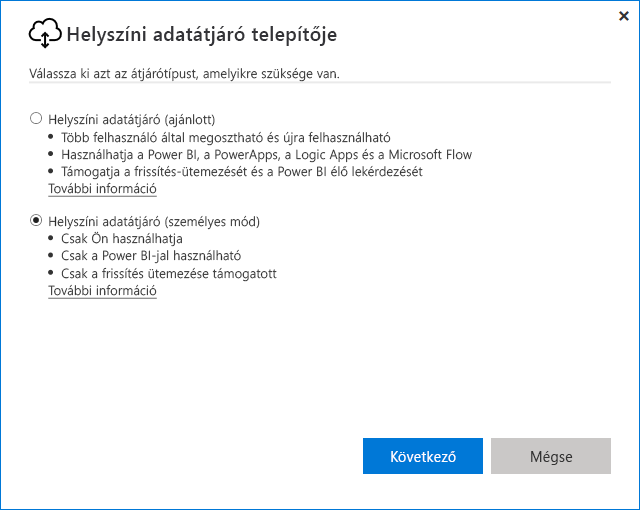 Helyszíni adatátjáró telepítője
Válassza ki azt az átjárótípust, amelyikre szüksége van.
Helyszíni adatátjáró (ajánlott)
• Több felhasználó által megosztható és újra felhasználható
• Használhatja a Power BI, a PowerApps, a Logic Apps és a Microsoft Flow
• Támogatja a frissítés-ütemezését és a Power BI élő lekérdezését
További információ
Helyszíni adatátjáró (személyes mód)
• Csak Ön használhatja
• Csak a Power BI-jal használható
• Csak a frissítés ütemezése támogatott
További információ
Következő
Mégse